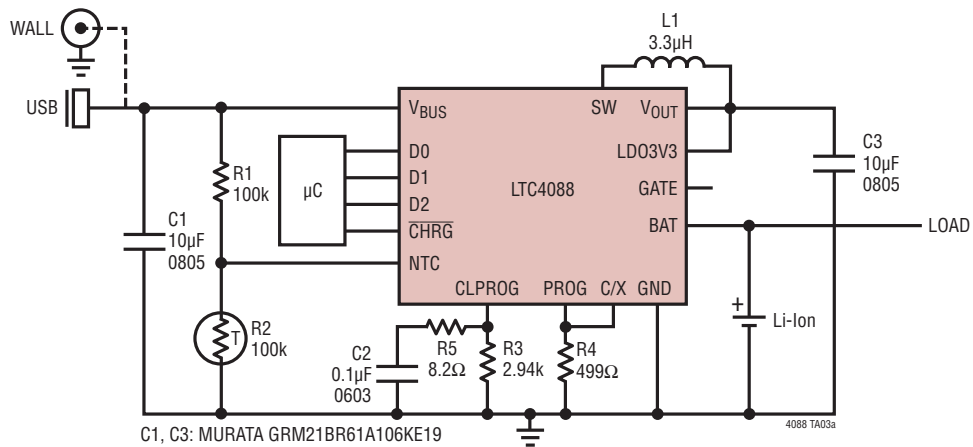 WALL
USB
L1
3.3µH
VBUS
SW
VOUT
D0
D1
D2
CHRG
NTC
LDO3V3
GATE
BAT
LTC4088
µC
R1
100k
C1
10µF
0805
C3
10µF
0805
LOAD
CLPROG
PROG
C/X
GND
R2
100k
T
C2
0.1µF
0603
R5
8.2Ω
R3
2.94k
R4
499Ω
+
Li-Ion
C1, C3: MURATA GRM21BR61A106KE19
4088 TA03a